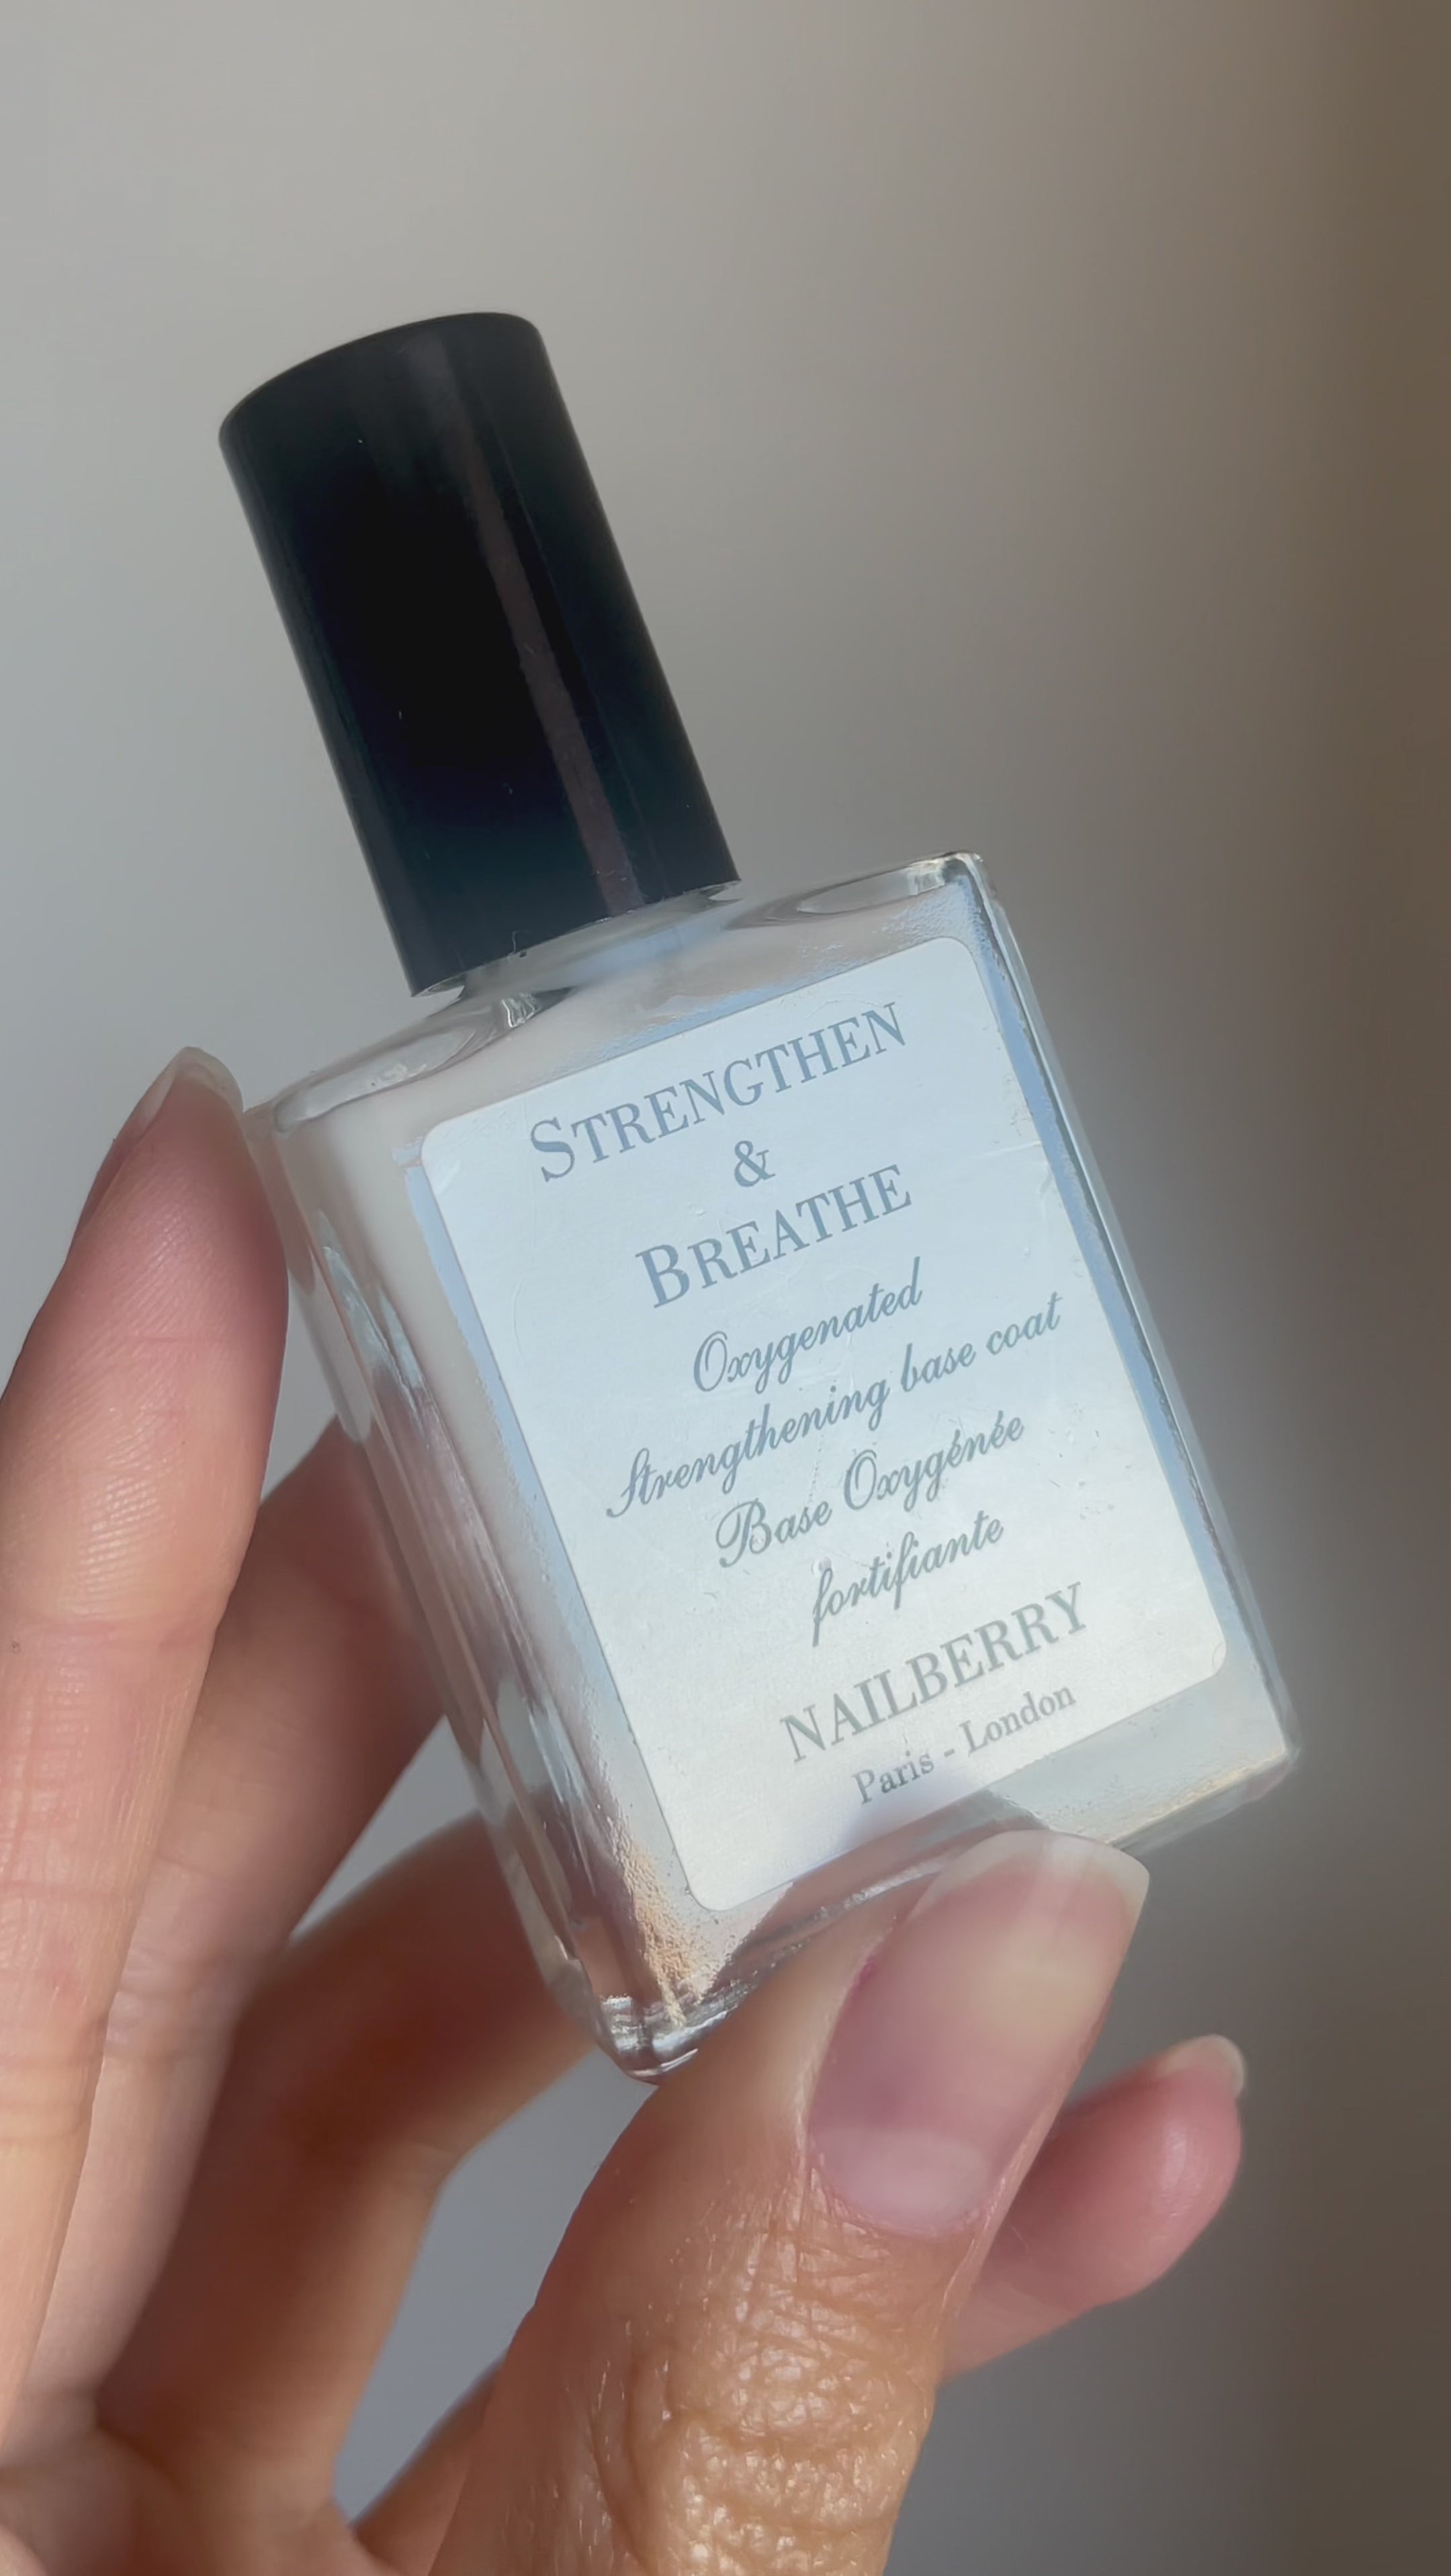 STRENGTHEN
&
BREATHE
Oxygenated
Strengthening base coat
Base Oxygénée
fortifiante
NAILBERRY
Paris - London